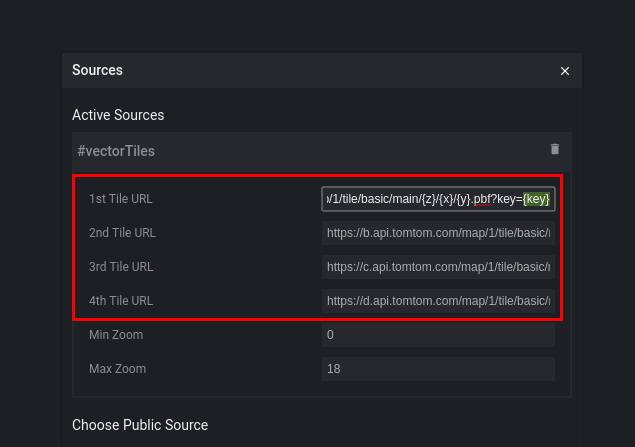 Sources ×
Active Sources
#vectorTiles
1st Tile URL /1/tile/basic/main/{z}/{x}/{y}.pbf?key={key}
2nd Tile URL https://b.api.tomtom.com/map/1/tile/basic/
3rd Tile URL https://c.api.tomtom.com/map/1/tile/basic/
4th Tile URL https://d.api.tomtom.com/map/1/tile/basic/
Min Zoom 0
Max Zoom 18
Choose Public Source